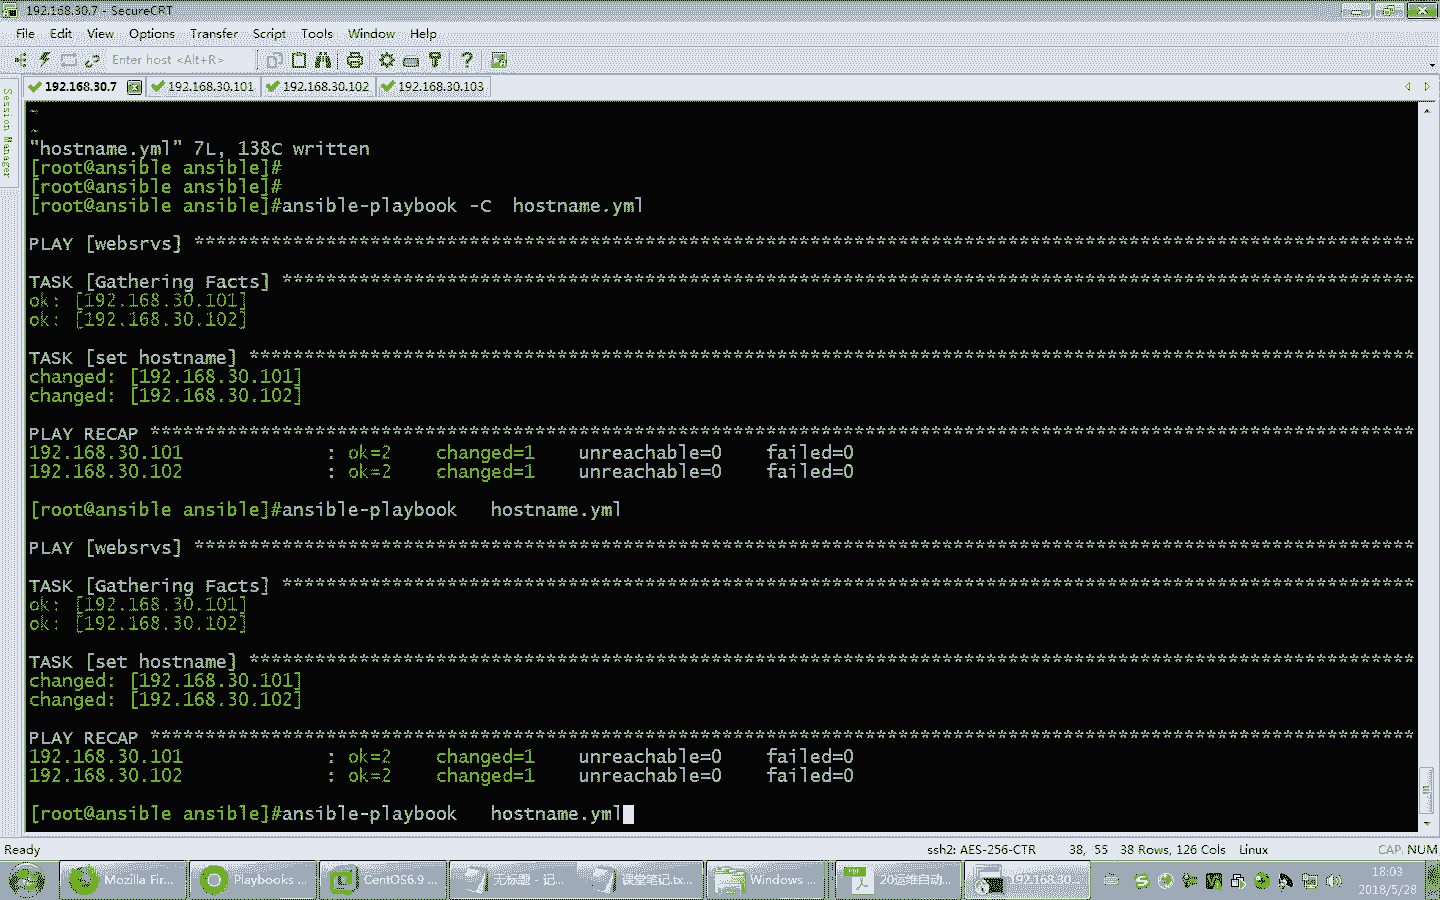 192.168.30.7 - SecureCRT
File Edit View Options Transfer Script Tools Window Help
Enter host <Alt+R>
192.168.30.7 192.168.30.101 192.168.30.102 192.168.30.103
Session Manager
~
~
"hostname.yml" 7L, 138C written
[root@ansible ansible]#
[root@ansible ansible]#
[root@ansible ansible]#ansible-playbook -C  hostname.yml
PLAY [websrvs] ****************************************************************************************************************
TASK [Gathering Facts] ********************************************************************************************************
ok: [192.168.30.101]
ok: [192.168.30.102]
TASK [set hostname] ***********************************************************************************************************
changed: [192.168.30.101]
changed: [192.168.30.102]
PLAY RECAP ********************************************************************************************************************
192.168.30.101             : ok=2    changed=1    unreachable=0    failed=0
192.168.30.102             : ok=2    changed=1    unreachable=0    failed=0
[root@ansible ansible]#ansible-playbook   hostname.yml
PLAY [websrvs] ****************************************************************************************************************
TASK [Gathering Facts] ********************************************************************************************************
ok: [192.168.30.101]
ok: [192.168.30.102]
TASK [set hostname] ***********************************************************************************************************
changed: [192.168.30.101]
changed: [192.168.30.102]
PLAY RECAP ********************************************************************************************************************
192.168.30.101             : ok=2    changed=1    unreachable=0    failed=0
192.168.30.102             : ok=2    changed=1    unreachable=0    failed=0
[root@ansible ansible]#ansible-playbook   hostname.yml
Ready ssh2: AES-256-CTR 38, 55 38 Rows, 126 Cols Linux CAP, NUM
Mozilla Fir... Playbooks ... CentOS6.9 ... 无标题 - 记... 课堂笔记.tx... Windows ... 20运维自动... 192.168.30... 18:03
2018/5/28